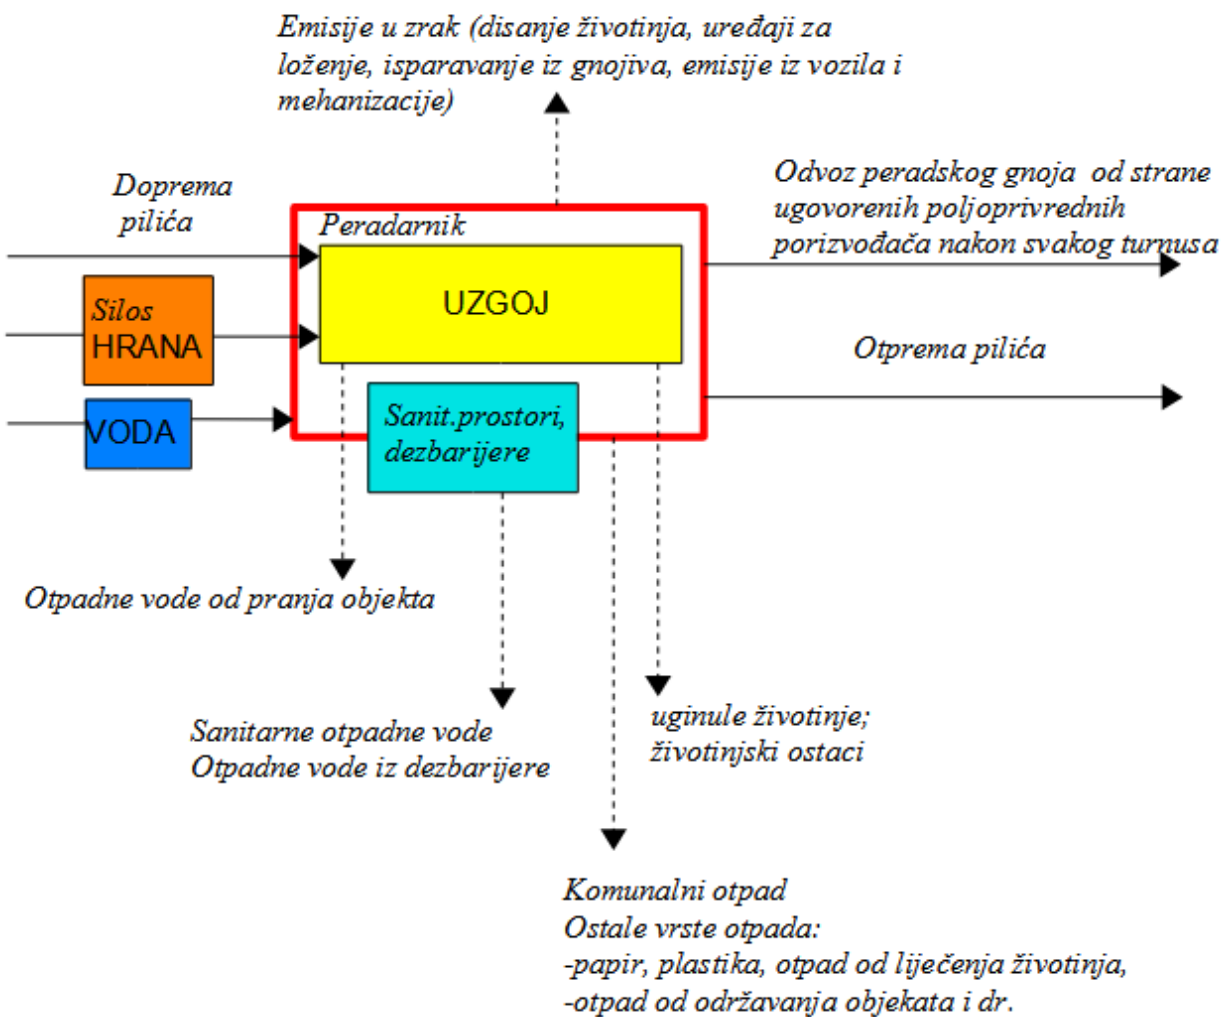 Emisije u zrak (disanje životinja, uređaji za
loženje, isparavanje iz gnojiva, emisije iz vozila i
mehanizacije)
Doprema
pilića
Odvoz peradskog gnoja od strane
ugovorenih poljoprivrednih
porizvođača nakon svakog turnusa
Peradarnik
UZGOJ
Silos
HRANA
Otprema pilića
VODA
Sanit.prostori,
dezbarijere
Otpadne vode od pranja objekta
Sanitarne otpadne vode
Otpadne vode iz dezbarijere
uginule životinje;
životinjski ostaci
Komunalni otpad
Ostale vrste otpada:
-papir, plastika, otpad od liječenja životinja,
-otpad od održavanja objekata i dr.